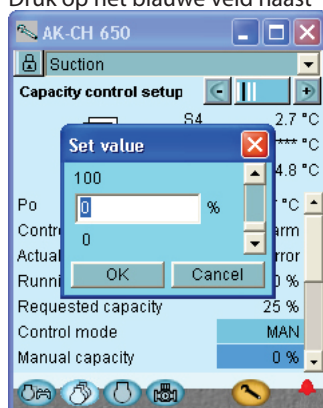 Druk op het blauwe veld naast
AK-CH 650
Suction
Capacity control setup
S4 2.7 °C
*** °C
4.8 °C
Set value
100
0 %
0
OK Cancel
Po °C
Contr arm
Actual rror
Runni 0 %
Requested capacity 25 %
Control mode MAN
Manual capacity 0 %